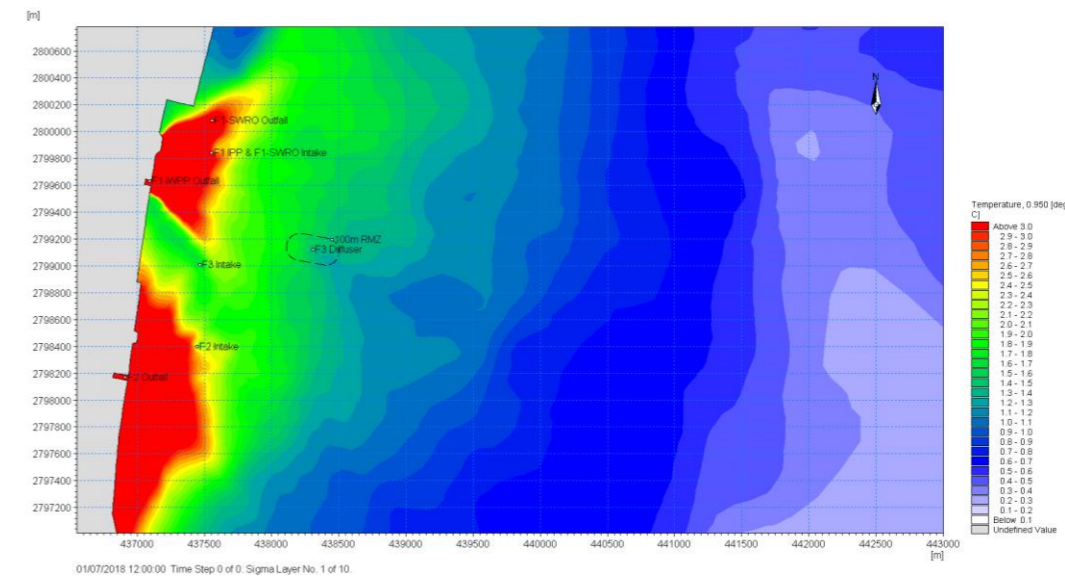 [m]
2800600
2800400
2800200
2800000
2799800
2799600
2799400
2799200
2799000
2798800
2798600
2798400
2798200
2798000
2797800
2797600
2797400
2797200
N
F1-SWRO Outfall
F1 IPP & F1-SWRO Intake
F1-IWPP Outfall
300m RMZ
F3 Diffuser
F3 Intake
F2 Intake
F2 Outfall
437000 437500 438000 438500 439000 439500 440000 440500 441000 441500 442000 442500 443000
[m]
Temperature, 0.950 [deg
C]
Above 3.0
2.9 - 3.0
2.8 - 2.9
2.7 - 2.8
2.6 - 2.7
2.5 - 2.6
2.4 - 2.5
2.3 - 2.4
2.2 - 2.3
2.1 - 2.2
2.0 - 2.1
1.9 - 2.0
1.8 - 1.9
1.7 - 1.8
1.6 - 1.7
1.5 - 1.6
1.4 - 1.5
1.3 - 1.4
1.2 - 1.3
1.1 - 1.2
1.0 - 1.1
0.9 - 1.0
0.8 - 0.9
0.7 - 0.8
0.6 - 0.7
0.5 - 0.6
0.4 - 0.5
0.3 - 0.4
0.2 - 0.3
0.1 - 0.2
Below 0.1
Undefined Value
01/07/2018 12:00:00 Time Step 0 of 0. Sigma Layer No. 1 of 10.